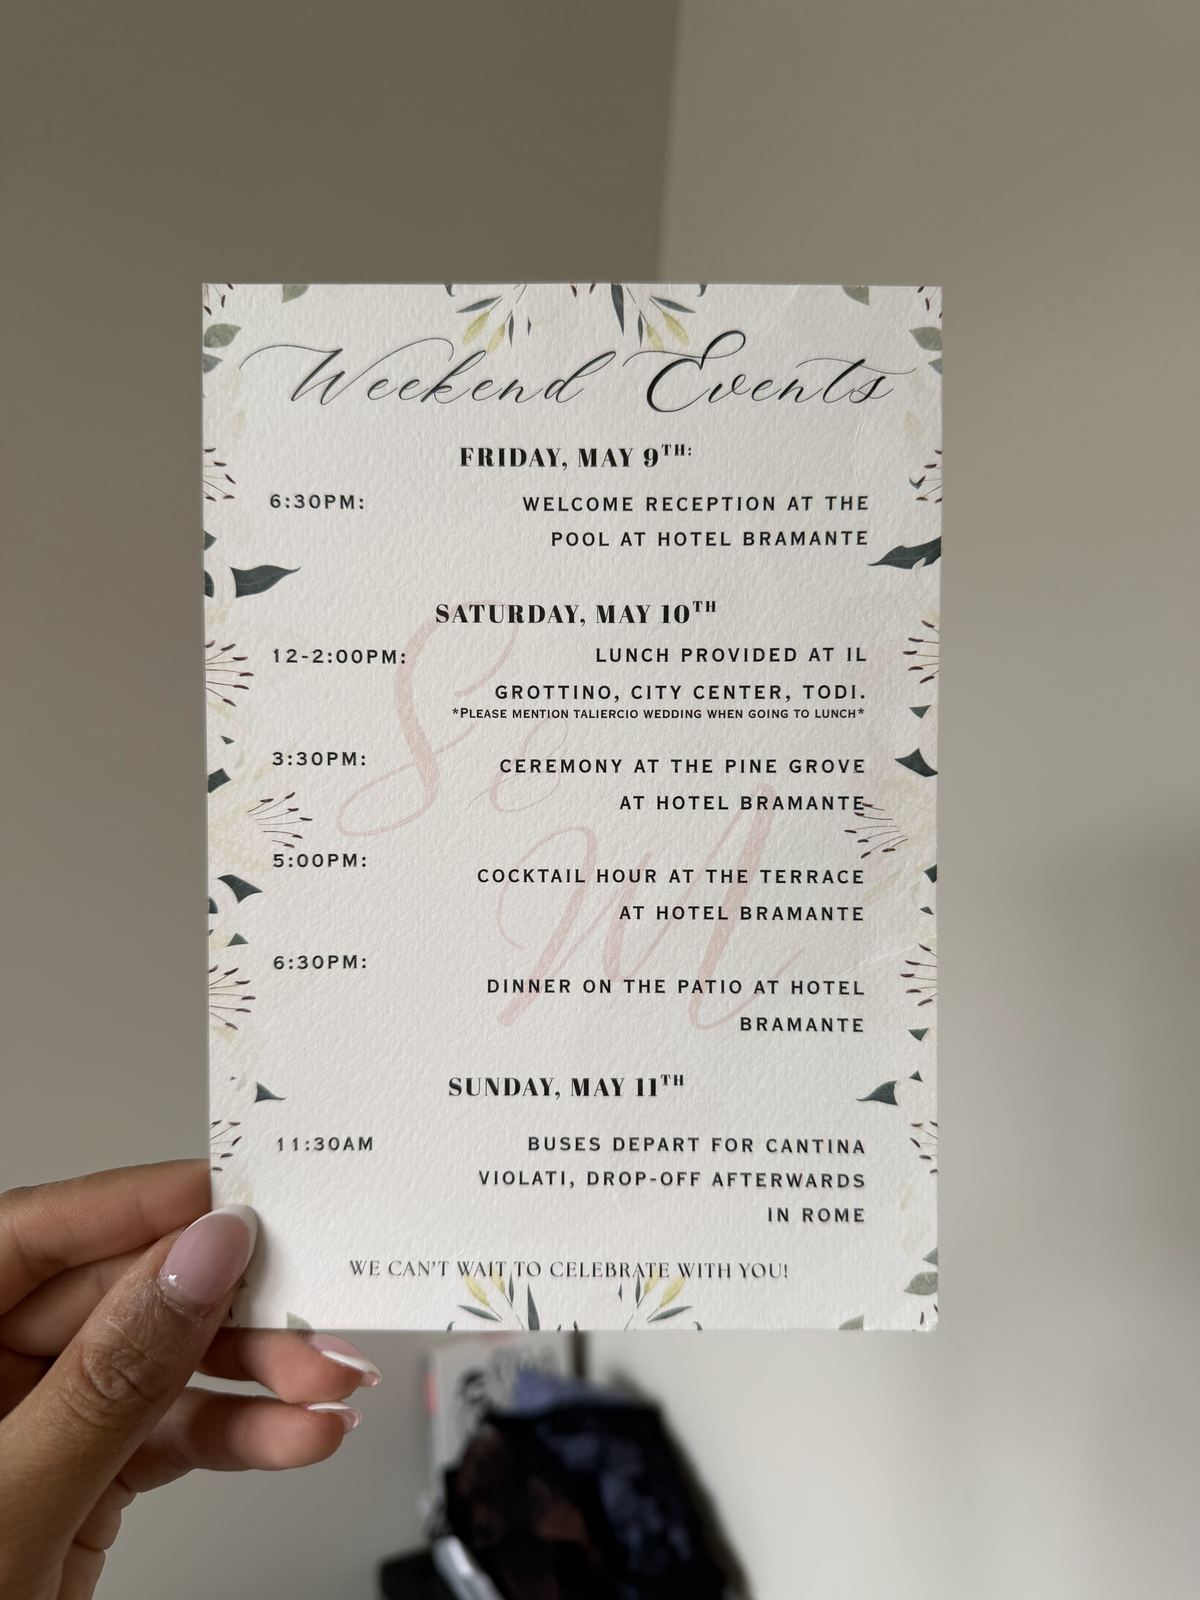 Weekend Events
FRIDAY, MAY 9TH:
6:30PM: WELCOME RECEPTION AT THE
POOL AT HOTEL BRAMANTE
SATURDAY, MAY 10TH
12-2:00PM: LUNCH PROVIDED AT IL
GROTTINO, CITY CENTER, TODI.
*PLEASE MENTION TALIERCIO WEDDING WHEN GOING TO LUNCH*
3:30PM: CEREMONY AT THE PINE GROVE
AT HOTEL BRAMANTE
5:00PM: COCKTAIL HOUR AT THE TERRACE
AT HOTEL BRAMANTE
6:30PM: DINNER ON THE PATIO AT HOTEL
BRAMANTE
S & M
SUNDAY, MAY 11TH
11:30AM BUSES DEPART FOR CANTINA
VIOLATI, DROP-OFF AFTERWARDS
IN ROME
WE CAN'T WAIT TO CELEBRATE WITH YOU!